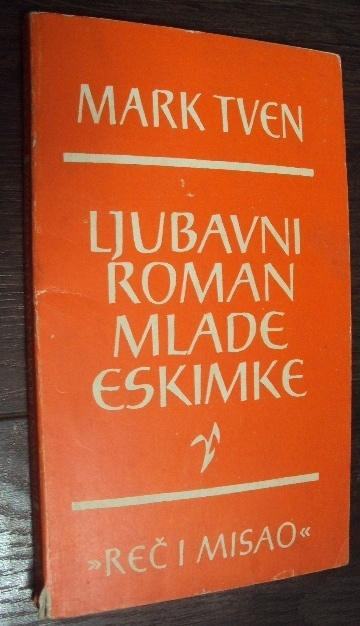 MARK TVEN
LJUBAVNI
ROMAN
MLADE
ESKIMKE
»REČ I MISAO«